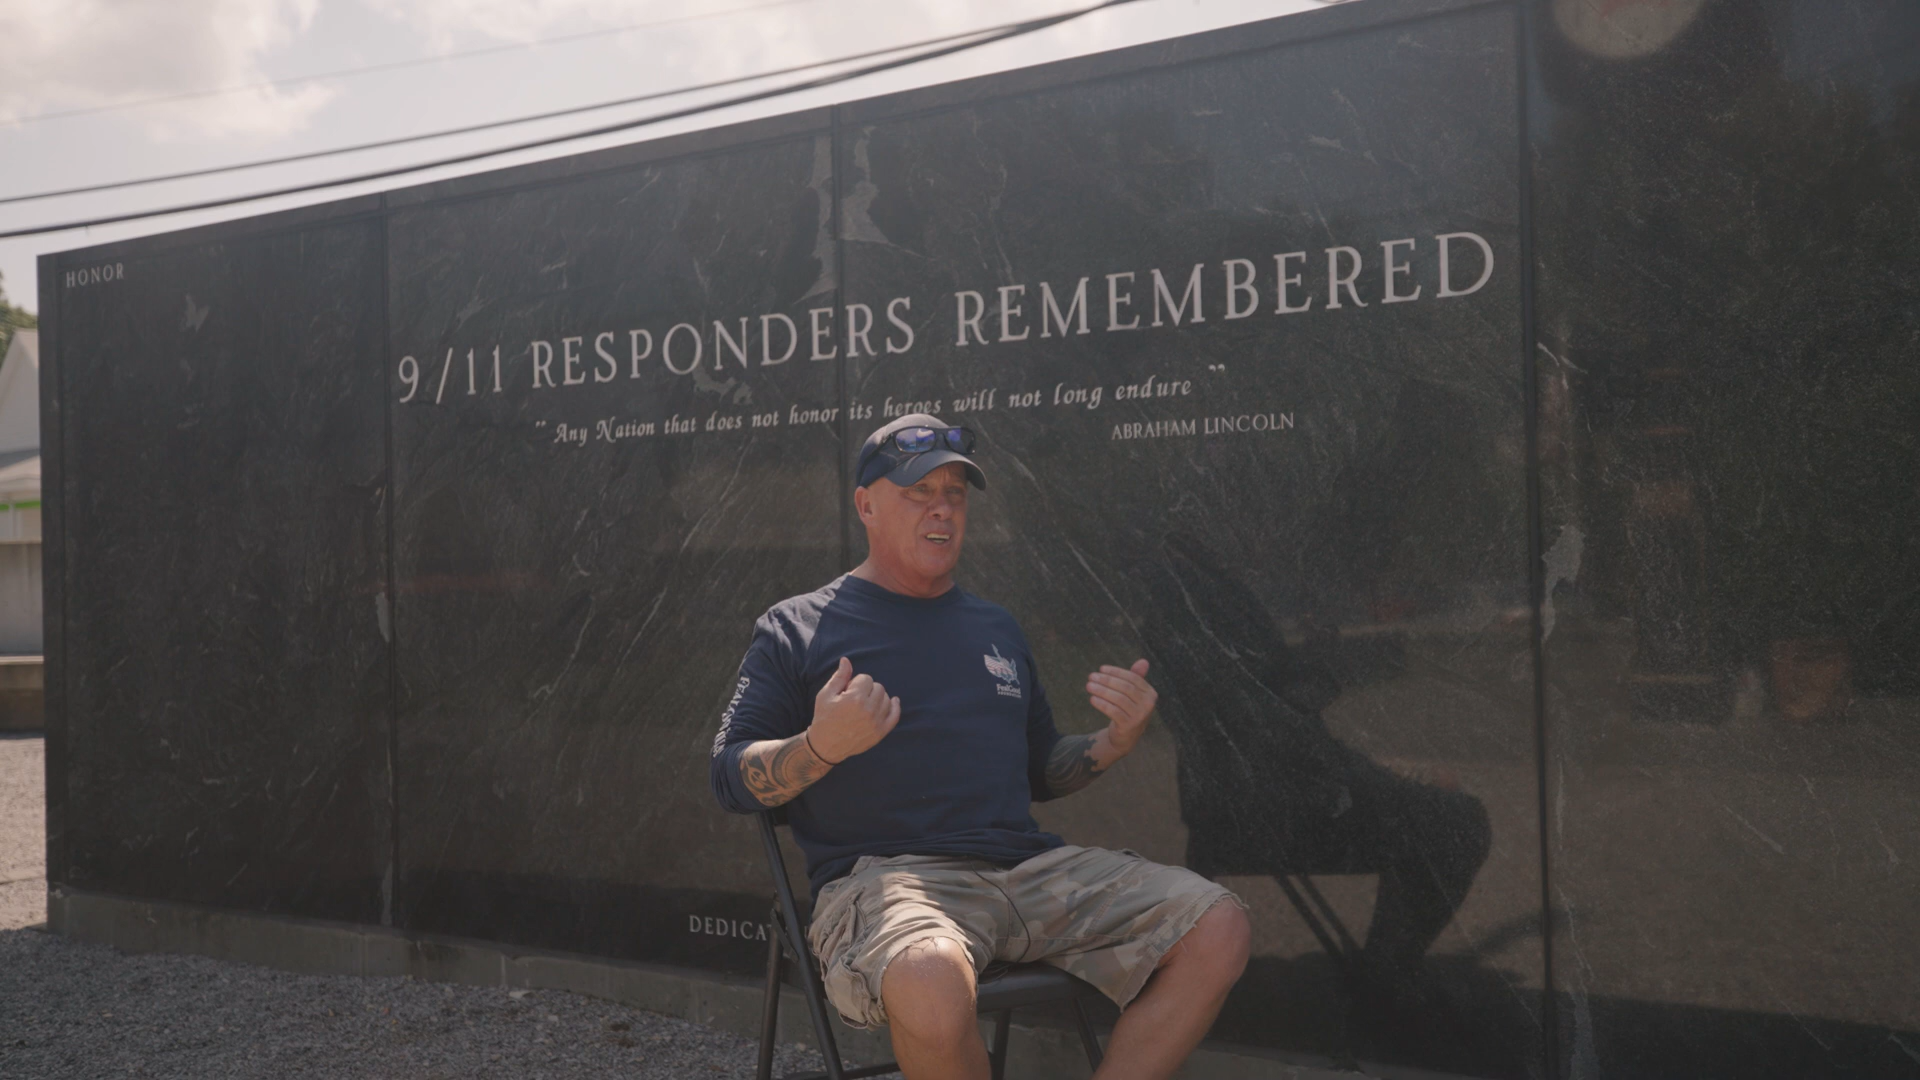 HONOR
9/11 RESPONDERS REMEMBERED
" Any Nation that does not honor its heroes will not long endure "
ABRAHAM LINCOLN
FealGood